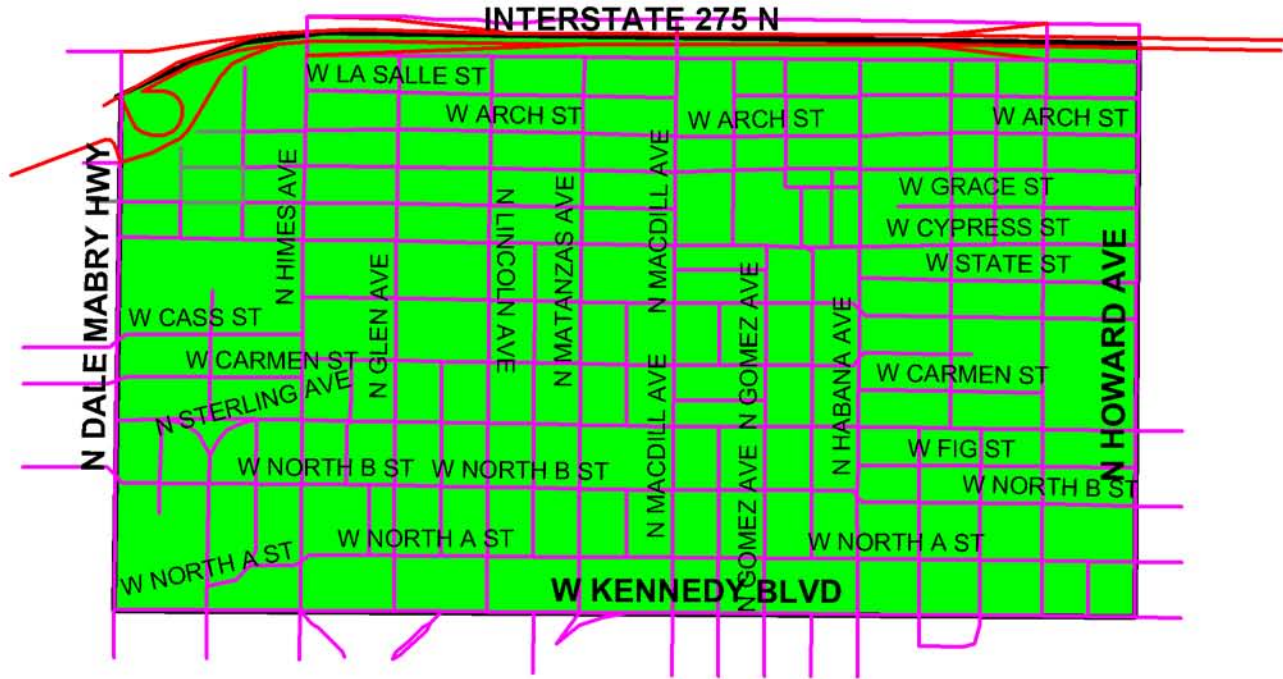 INTERSTATE 275 N
W LA SALLE ST
W ARCH ST
W ARCH ST
W ARCH ST
N DALE MABRY HWY
N HIMES AVE
N LINCOLN AVE
N MATANZAS AVE
N MACDILL AVE
W GRACE ST
W CYPRESS ST
W STATE ST
N HOWARD AVE
W CASS ST
N GLEN AVE
N GOMEZ AVE
N HABANA AVE
W CARMEN ST
W CARMEN ST
N STERLING AVE
N MACDILL AVE
W FIG ST
W NORTH B ST
W NORTH B ST
W NORTH B ST
N GOMEZ AVE
W NORTH A ST
W NORTH A ST
W NORTH A ST
W KENNEDY BLVD